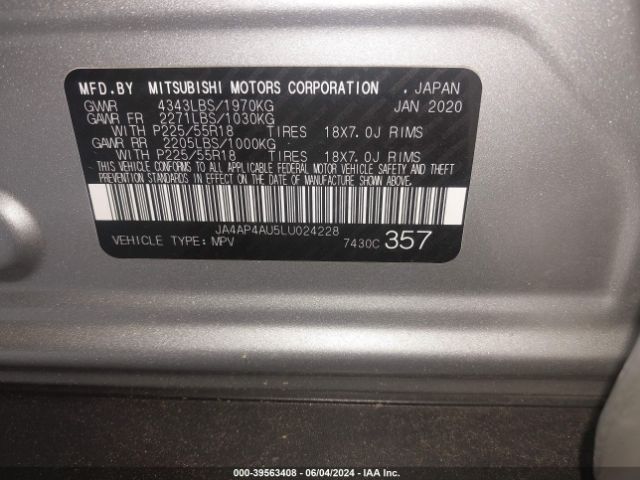 MFD.BY MITSUBISHI MOTORS CORPORATION . JAPAN
GVWR 4343LBS/1970KG JAN 2020
GAWR FR 2271LBS/1030KG
WITH P225/55R18 TIRES 18X7.0J RIMS
GAWR RR 2205LBS/1000KG
WITH P225/55R18 TIRES 18X7.0J RIMS
THIS VEHICLE CONFORMS TO ALL APPLICABLE FEDERAL MOTOR VEHICLE SAFETY AND THEFT
PREVENTION STANDARDS IN EFFECT ON THE DATE OF MANUFACTURE SHOWN ABOVE.
JA4AP4AU5LU024228
VEHICLE TYPE: MPV 7430C 357
000-39563408 - 06/04/2024 - IAA Inc.